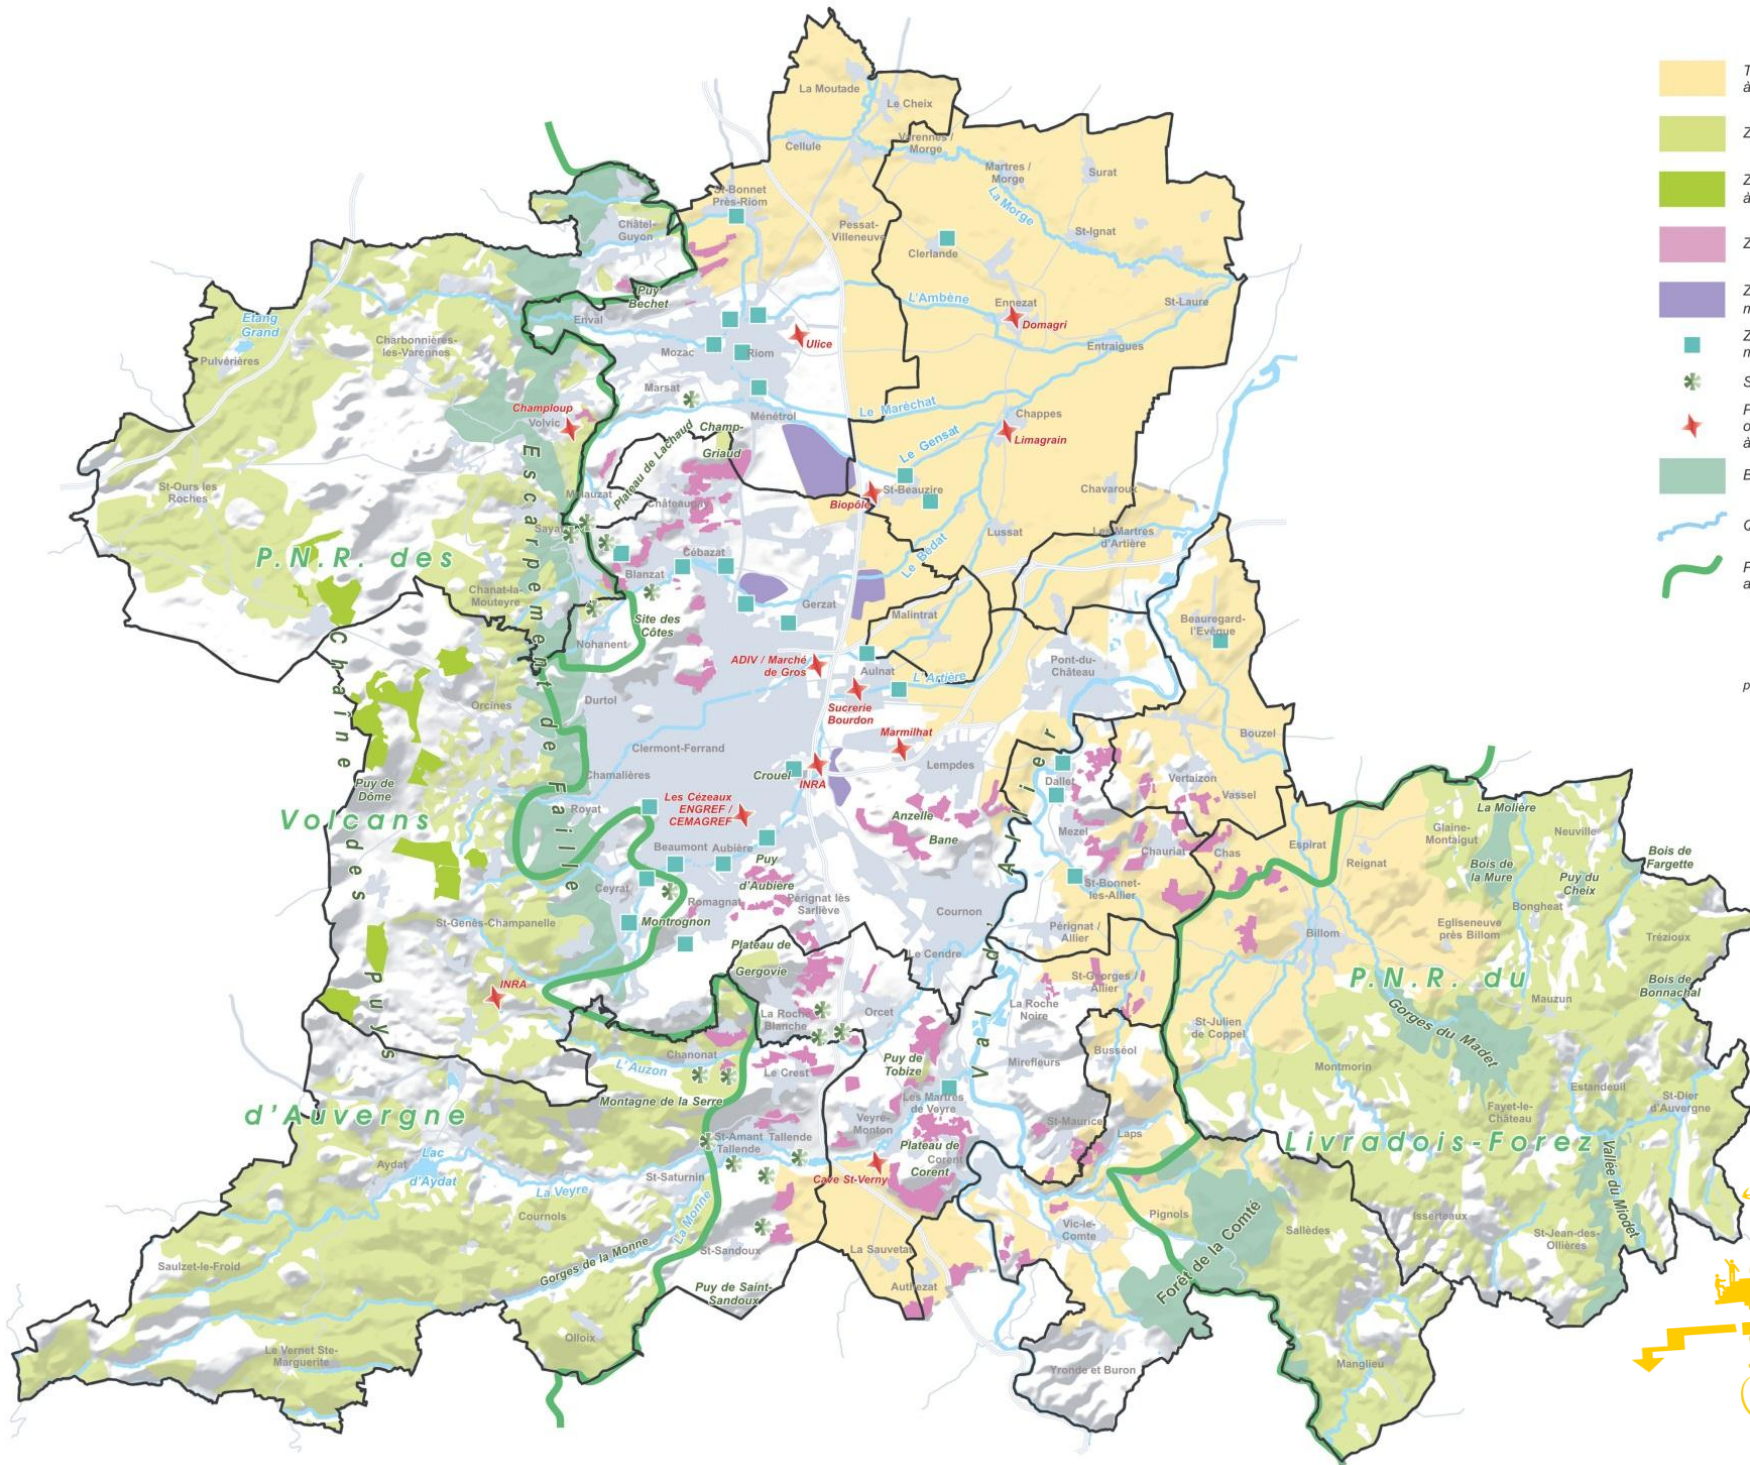 La Moutade
Le Cheix
Varennes /
Morge
Cellule
Martres /
Morge
Surat
La Morge
St-Bonnet
Près-Riom
Châtel-
Guyon
Pessat-
Villeneuve
St-Ignat
Clerlande
Puy
Bechet
L'Ambène
Ennezat
St-Laure
Domagri
Etang
Grand
Enval
Pulvérières
Charbonnières-
les-Varennes
Mozac
Riom
Ulice
Entraigues
Marsat
Ménétrol
Le Maréchat
Chappes
Champloup
Volvic
Limagrain
Le Gensat
Champ-
Griaud
Plateau de Lachaud
St-Ours les
Roches
Malauzat
Châteaugay
St-Beauzire
Biopôle
Chavaroux
Sayat
Lussat
Les Martres
d'Artière
Cébazat
Le Bédat
P.N.R. des
Blanzat
Chanat-la-
Mouteyre
Gerzat
Malintrat
Beauregard-
l'Evêque
Site des
Côtes
Nohanent
ADIV / Marché
de Gros
Aulnat
L'Artière
Pont-du-
Château
Escarpement de Faille
Chaîne des Puys
Durtol
Orcines
Sucrerie
Bourdon
Marmilhat
Bouzel
Clermont-Ferrand
Chamalières
Crouel
INRA
Lempdes
Dallet
Vertaizon
Vassel
Puy de
Dôme
Volcans
Royat
Les Cézeaux
ENGREF /
CEMAGREF
Anzelle
Bane
Mezel
Val d'Allier
La Molière
Glaine-
Montaigut
Neuville
Espirat
Reignat
Chauriat
Chas
Beaumont
Aubière
Puy
d'Aubière
Bois de
la Mure
Puy du
Cheix
Bois de
Fargette
Ceyrat
Romagnat
Pérignat lès
Sarliève
St-Bonnet-
les-Allier
Bongheat
St-Genès-Champanelle
Montrognon
Cournon
Pérignat /
Allier
Billom
Egliseneuve
près Billom
Trézioux
Plateau de
Gergovie
Le Cendre
INRA
St-Georges /
Allier
P.N.R. du
Bois de
Bonnachat
Mauzun
La Roche
Blanche
Orcet
La Roche
Noire
St-Julien
de Coppel
Gorges du Madet
Chanonat
L'Auzon
Le Crest
Puy de
Tobize
Mirefleurs
Busséol
Montmorin
Estandeuil
St-Dier
d'Auvergne
d'Auvergne
Montagne de la Serre
Les Martres
de Veyre
Veyre-
Monton
St-Maurice
Laps
Fayet-le-
Château
Livradois-Forez
St-Amant
Tallende
Tallende
Plateau de
Corent
Corent
Lac
d'Aydat
Aydat
St-Saturnin
Cave St-Verny
La Veyre
Vallée du Miodet
La Monne
Cournols
Vic-le-
Comte
Pignols
Forêt de la Comté
Sallèdes
Isserteaux
St-Jean-des-
Ollières
St-Sandoux
La Sauvetat
Gorges de la Monne
Saulzet-le-Froid
Puy de Saint-
Sandoux
Authezat
Olloix
Le Vernet Ste-
Marguerite
Yronde et Buron
Manglieu
T
à
Z
Z
à
Z
Z
n
Z
n
S
P
o
à
E
C
P
a
p